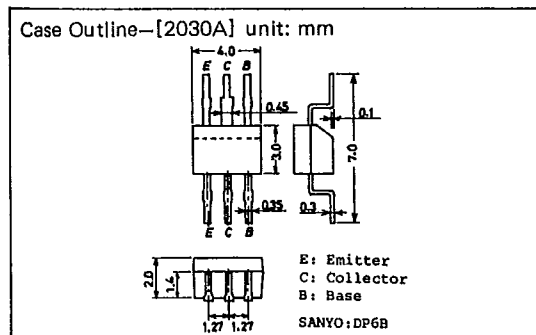 Case Outline–[2030A] unit: mm
4.0
E C B
0.45
0.1
3.0
7.0
0.35
0.3
E C B
2.0
1.4
1.27 1.27
E: Emitter
C: Collector
B: Base
SANYO: DP6B